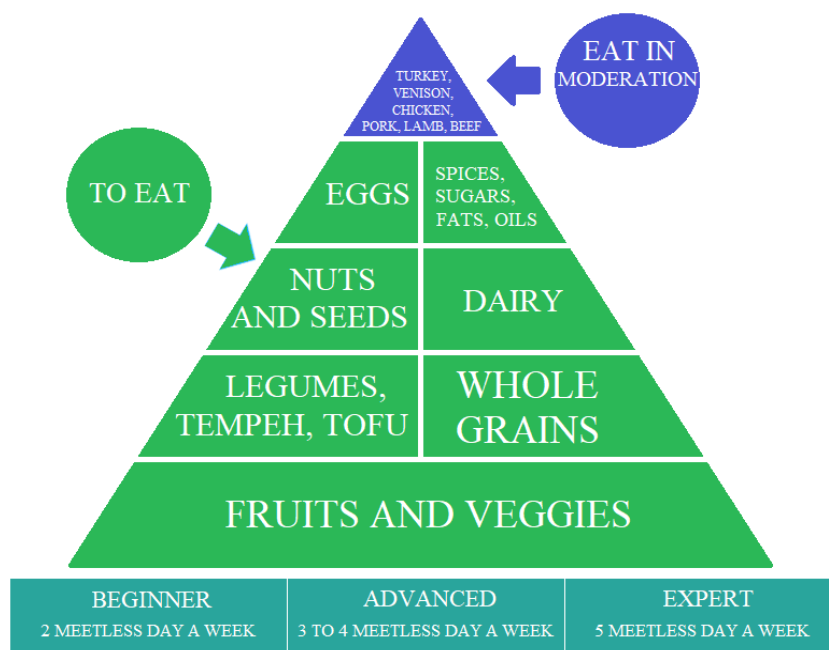 EAT IN
MODERATION
TURKEY,
VENISON,
CHICKEN,
PORK, LAMB, BEEF
TO EAT
EGGS
SPICES,
SUGARS,
FATS, OILS
NUTS
AND SEEDS
DAIRY
LEGUMES,
TEMPEH, TOFU
WHOLE
GRAINS
FRUITS AND VEGGIES
BEGINNER
2 MEETLESS DAY A WEEK
ADVANCED
3 TO 4 MEETLESS DAY A WEEK
EXPERT
5 MEETLESS DAY A WEEK